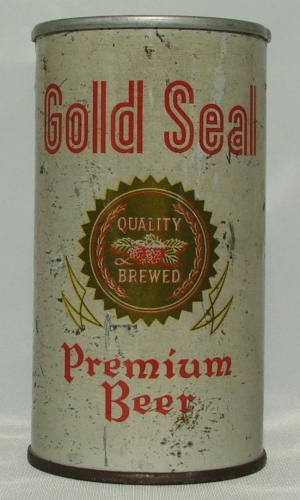 Gold Seal
QUALITY
BREWED
Premium
Beer